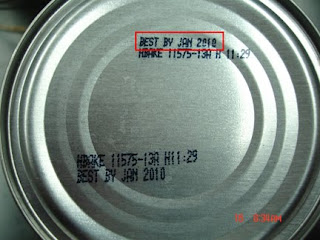 BEST BY JAN 2010
HBAKE 11575-13A H 11:29
HBAKE 11575-13A H11:29
BEST BY JAN 2010